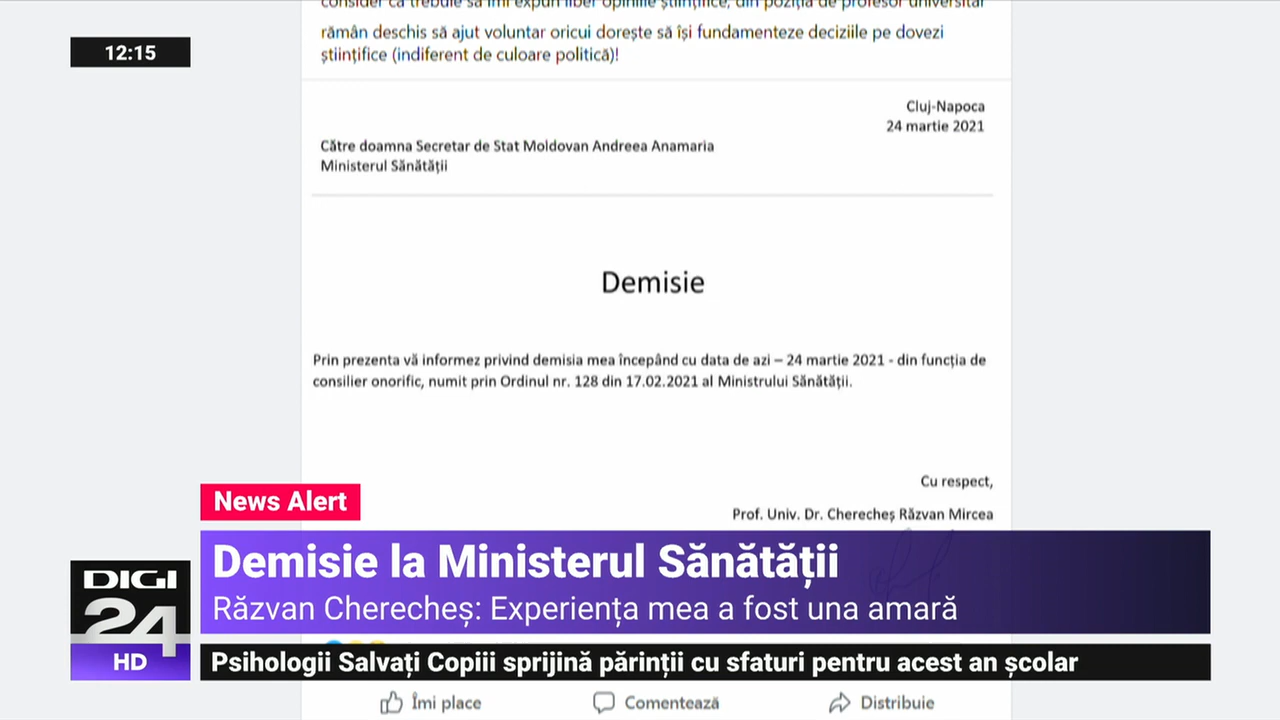 consider că trebuie să îmi expun liber opiniile științifice, din poziția de profesor universitar
rămân deschis să ajut voluntar oricui dorește să își fundamenteze deciziile pe dovezi
științifice (indiferent de culoare politică)!
12:15
Cluj-Napoca
24 martie 2021
Către doamna Secretar de Stat Moldovan Andreea Anamaria
Ministerul Sănătății
Demisie
Prin prezenta vă informez privind demisia mea începând cu data de azi – 24 martie 2021 - din funcția de
consilier onorific, numit prin Ordinul nr. 128 din 17.02.2021 al Ministrului Sănătății.
Cu respect,
Prof. Univ. Dr. Cherecheș Răzvan Mircea
News Alert
Demisie la Ministerul Sănătății
Răzvan Cherecheș: Experiența mea a fost una amară
DIGI
24
HD
Psihologii Salvați Copiii sprijină părinții cu sfaturi pentru acest an școlar
Îmi place
Comentează
Distribuie